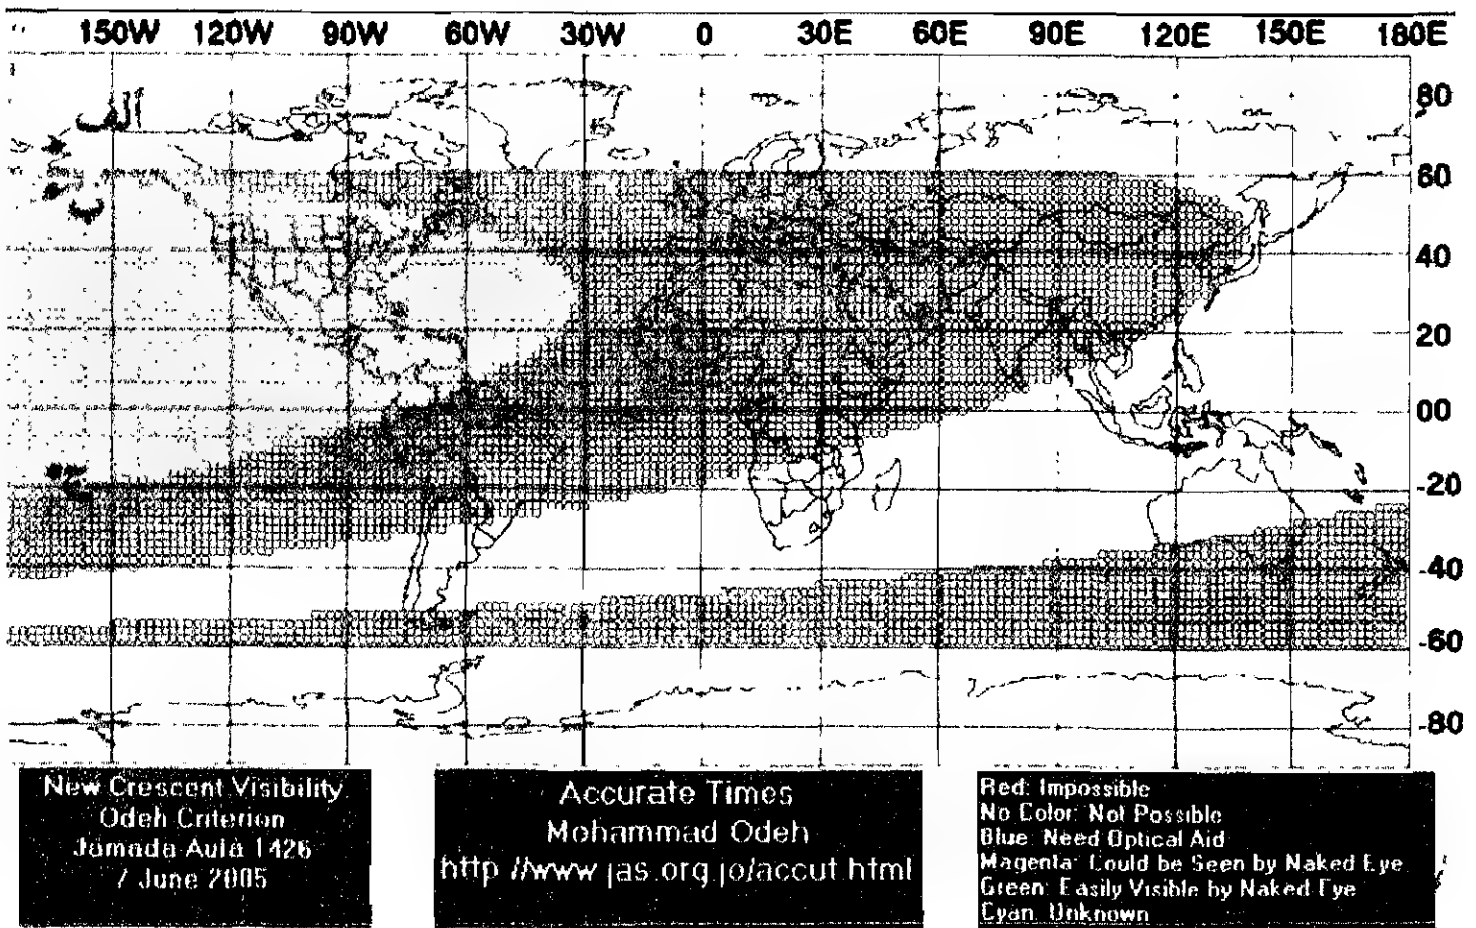 150W 120W 90W 60W 30W 0 30E 60E 90E 120E 150E 180E
80
الف
60
ب
40
20
00
-20
-40
-60
-80
New Crescent Visibility
Odeh Criterion
Jamada Aula 1426
7 June 2005
Accurate Times
Mohammad Odeh
http //www jas.org.jo/accut.html
Red: Impossible
No Color: Not Possible
Blue: Need Optical Aid
Magenta: Could be Seen by Naked Eye
Green: Easily Visible by Naked Eye
Cyan: Unknown